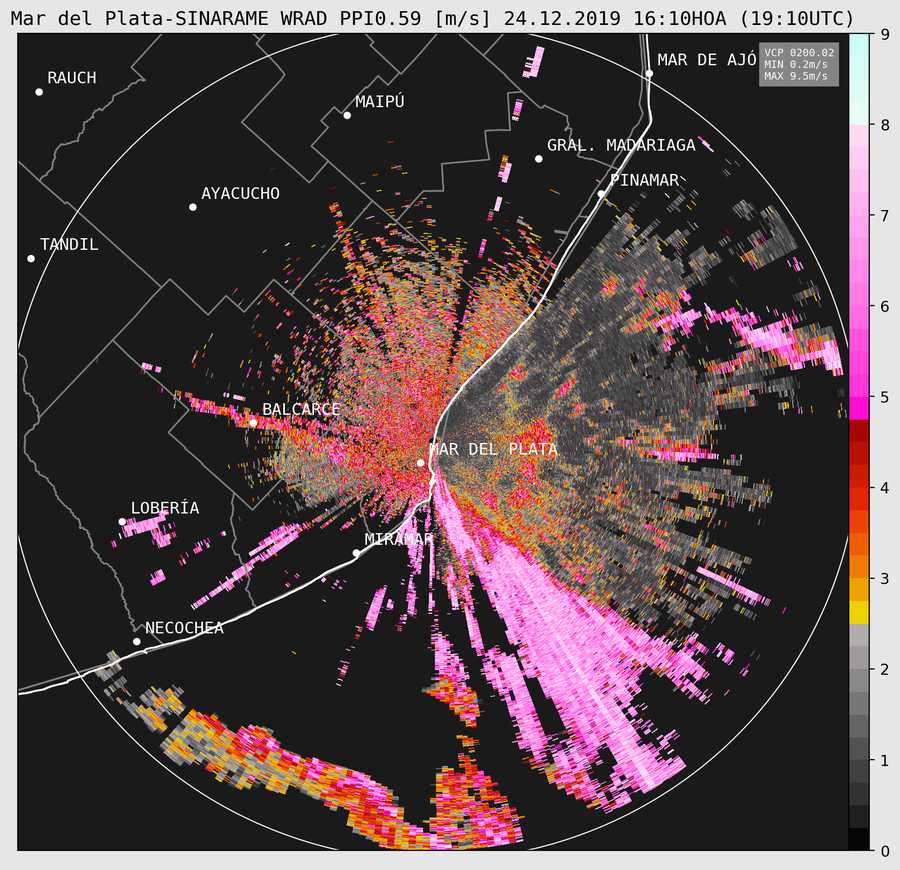 Mar del Plata-SINARAME WRAD PPI0.59 [m/s] 24.12.2019 16:10HOA (19:10UTC)
VCP 0200.02
MIN 0.2m/s
MAX 9.5m/s
MAR DE AJÓ
RAUCH
MAIPÚ
GRAL. MADARIAGA
PINAMAR
AYACUCHO
TANDIL
BALCARCE
MAR DEL PLATA
LOBERÍA
MIRAMAR
NECOCHEA
9
8
7
6
5
4
3
2
1
0